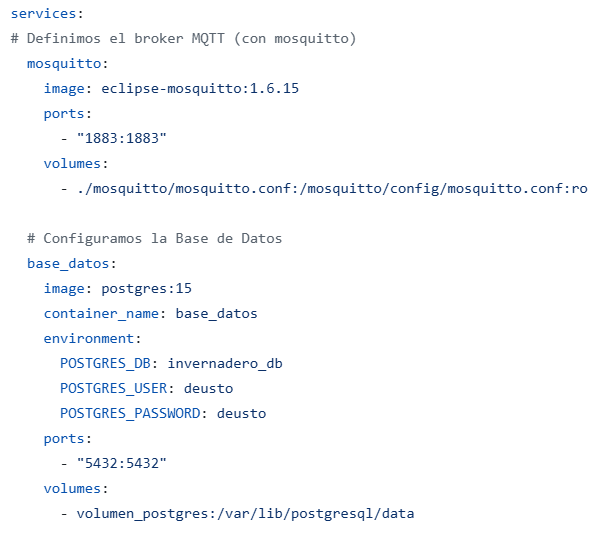 services:
# Definimos el broker MQTT (con mosquitto)
  mosquitto:
    image: eclipse-mosquitto:1.6.15
    ports:
      - "1883:1883"
    volumes:
      - ./mosquitto/mosquitto.conf:/mosquitto/config/mosquitto.conf:ro

  # Configuramos la Base de Datos
  base_datos:
    image: postgres:15
    container_name: base_datos
    environment:
      POSTGRES_DB: invernadero_db
      POSTGRES_USER: deusto
      POSTGRES_PASSWORD: deusto
    ports:
      - "5432:5432"
    volumes:
      - volumen_postgres:/var/lib/postgresql/data